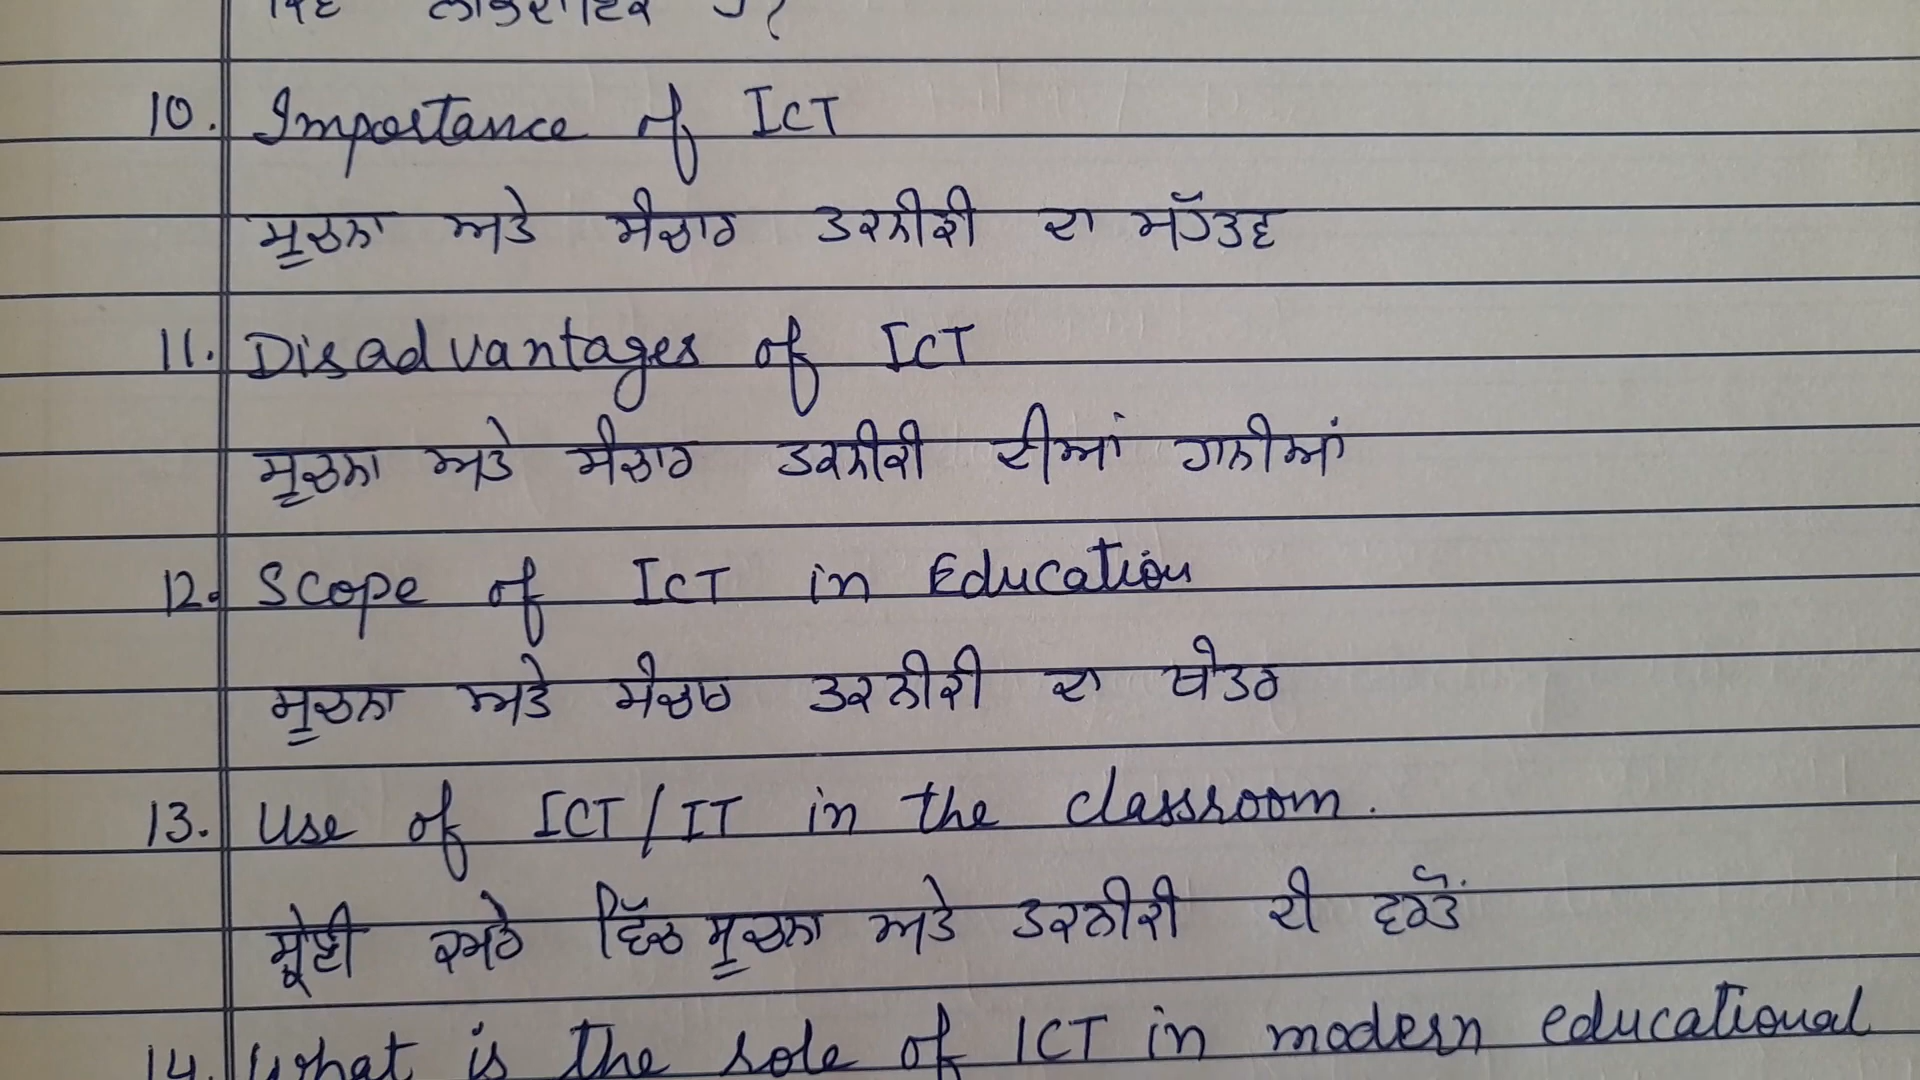 10. Importance of ICT
ਸੂਚਨਾ ਅਤੇ ਸੰਚਾਰ ਤਕਨੀਕੀ ਦਾ ਮਹੱਤਵ
11. Disadvantages of ICT
ਸੂਚਨਾ ਅਤੇ ਸੰਚਾਰ ਤਕਨੀਕੀ ਦੀਆਂ ਹਾਨੀਆਂ
12. Scope of ICT in Education
ਸੂਚਨਾ ਅਤੇ ਸੰਚਾਰ ਤਕਨੀਕੀ ਦਾ ਖੇਤਰ
13. Use of ICT/IT in the classroom.
ਸ਼੍ਰੇਣੀ ਕਮਰੇ ਵਿੱਚ ਸੂਚਨਾ ਅਤੇ ਤਕਨੀਕੀ ਦੀ ਵਰਤੋਂ
14. What is the role of ICT in modern educational